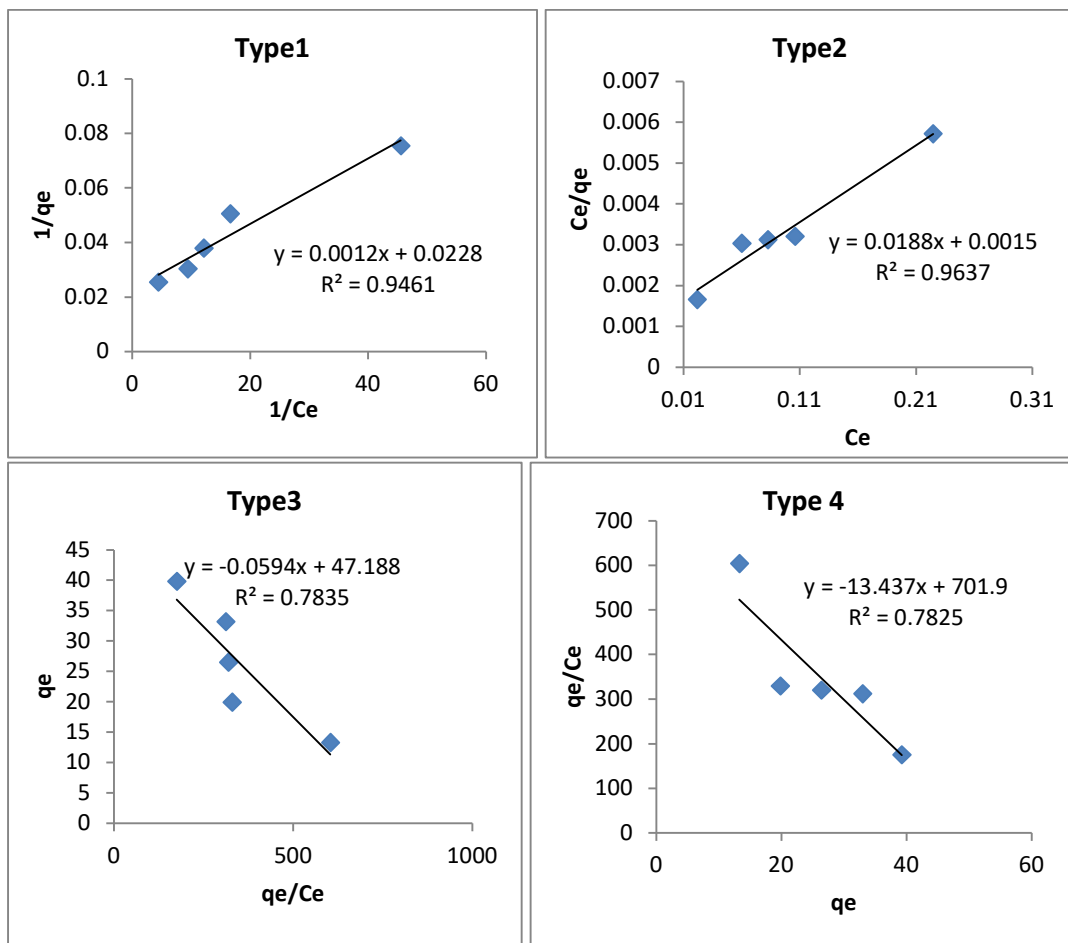 Type1
0.1
0.08
0.06
0.04
0.02
0
1/qe
y = 0.0012x + 0.0228
R² = 0.9461
0
20
40
60
1/Ce
Type2
0.007
0.006
0.005
0.004
0.003
0.002
0.001
0
Ce/qe
y = 0.0188x + 0.0015
R² = 0.9637
0.01
0.11
0.21
0.31
Ce
Type3
45
40
35
30
25
20
15
10
5
0
qe
y = -0.0594x + 47.188
R² = 0.7835
0
500
1000
qe/Ce
Type 4
700
600
500
400
300
200
100
0
qe/Ce
y = -13.437x + 701.9
R² = 0.7825
0
20
40
60
qe